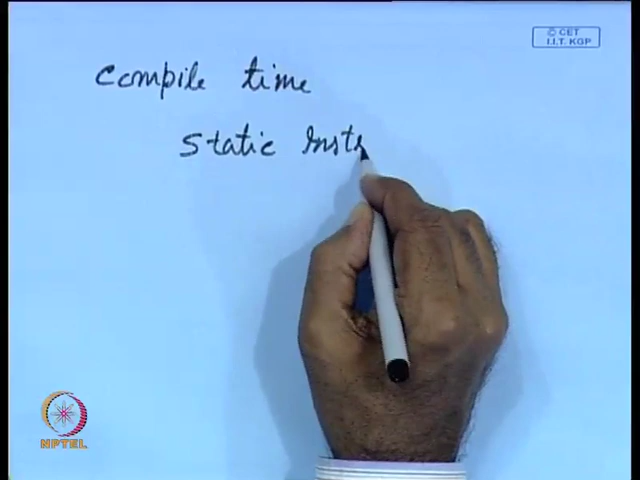 © CET
I.I.T. KGP
Compile time
Static Inst
NPTEL